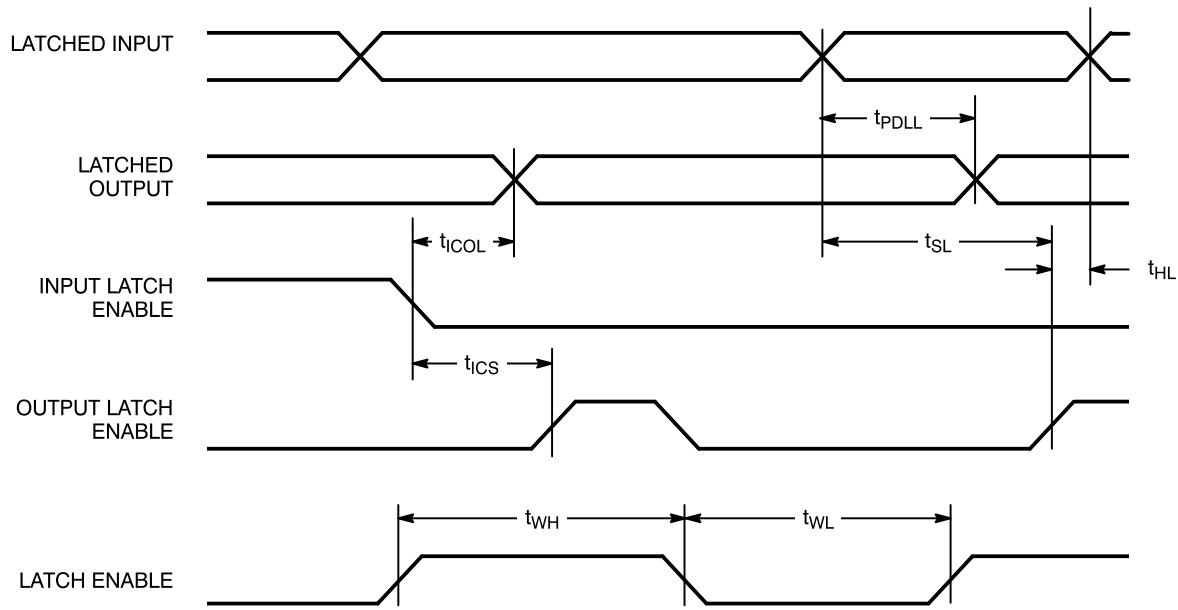 LATCHED INPUT
tPDLL
LATCHED
OUTPUT
tICOL
tSL
tHL
INPUT LATCH
ENABLE
tICS
OUTPUT LATCH
ENABLE
tWH
tWL
LATCH ENABLE